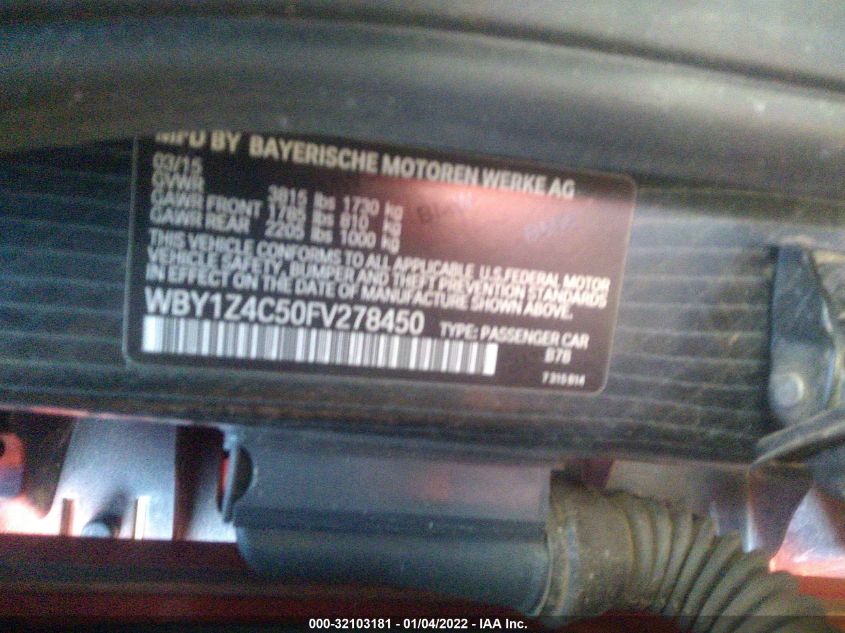 MFD BY BAYERISCHE MOTOREN WERKE AG
03/15
GVWR 3815 lbs 1730 kg
GAWR FRONT 1785 lbs 810 kg
GAWR REAR 2205 lbs 1000 kg
THIS VEHICLE CONFORMS TO ALL APPLICABLE U.S.FEDERAL MOTOR
VEHICLE SAFETY, BUMPER AND THEFT PREVENTION STANDARDS
IN EFFECT ON THE DATE OF MANUFACTURE SHOWN ABOVE.
WBY1Z4C50FV278450 TYPE: PASSENGER CAR
B78
7 315 814
000-32103181 - 01/04/2022 - IAA Inc.